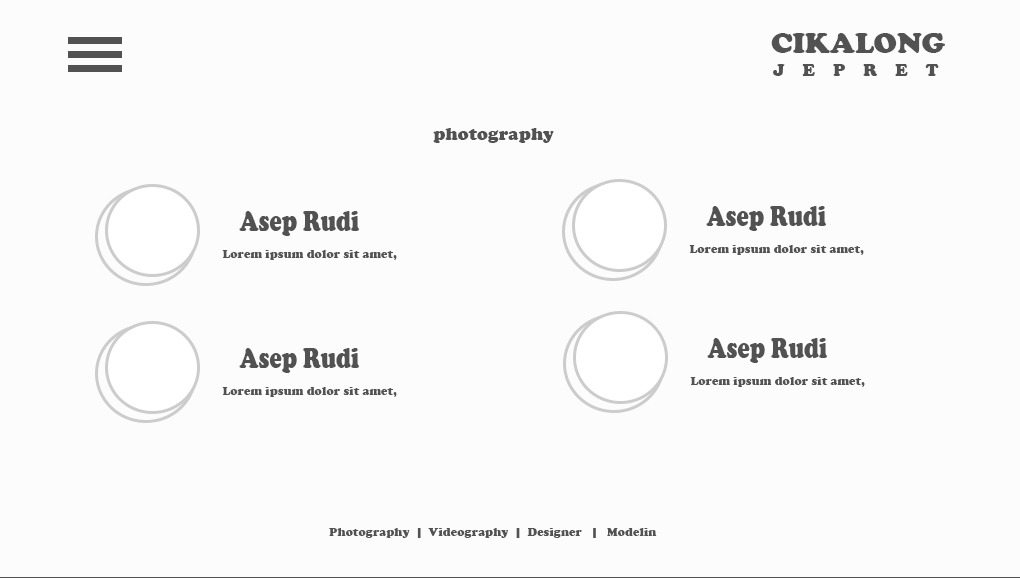 CIKALONG
JEPRET
photography
Asep Rudi
Lorem ipsum dolor sit amet,
Asep Rudi
Lorem ipsum dolor sit amet,
Asep Rudi
Lorem ipsum dolor sit amet,
Asep Rudi
Lorem ipsum dolor sit amet,
Photography | Videography | Designer | Modelin